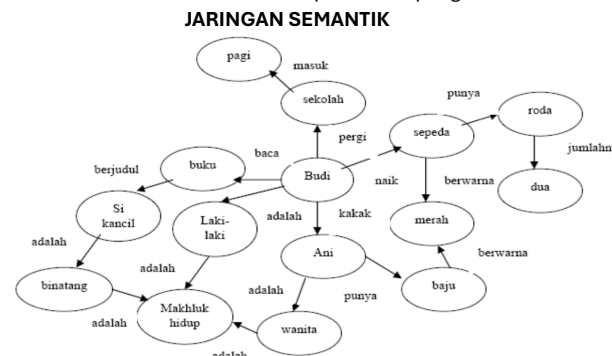 JARINGAN SEMANTIK
pagi
masuk
sekolah
punya
roda
pergi
sepeda
jumlahn
baca
buku
berjudul
Budi
naik
berwarna
dua
Si
kancil
Laki-
laki
adalah
kakak
merah
adalah
Ani
berwarna
binatang
adalah
adalah
punya
baju
adalah
Makhluk
hidup
wanita
adalah